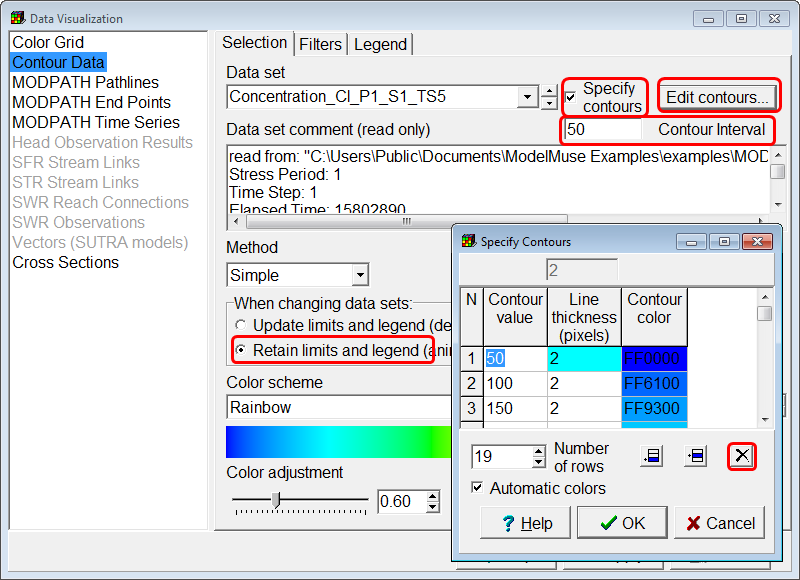 Data Visualization
Color Grid
Contour Data
MODPATH Pathlines
MODPATH End Points
MODPATH Time Series
Head Observation Results
SFR Stream Links
STR Stream Links
SWR Reach Connections
SWR Observations
Vectors (SUTRA models)
Cross Sections
Selection Filters Legend
Data set
Concentration_Cl_P1_S1_TS5
Specify
contours
Edit contours...
Data set comment (read only)
50 Contour Interval
read from: "C:\Users\Public\Documents\ModelMuse Examples\examples\MOD
Stress Period: 1
Time Step: 1
Elapsed Time: 15802890
Method
Simple
When changing data sets:
Update limits and legend (de
Retain limits and legend (ani
Color scheme
Rainbow
Color adjustment
0.60
Specify Contours
2
N Contour value Line thickness (pixels) Contour color
1 50 2 FF0000
2 100 2 FF6100
3 150 2 FF9300
19 Number
of rows
Automatic colors
? Help OK Cancel